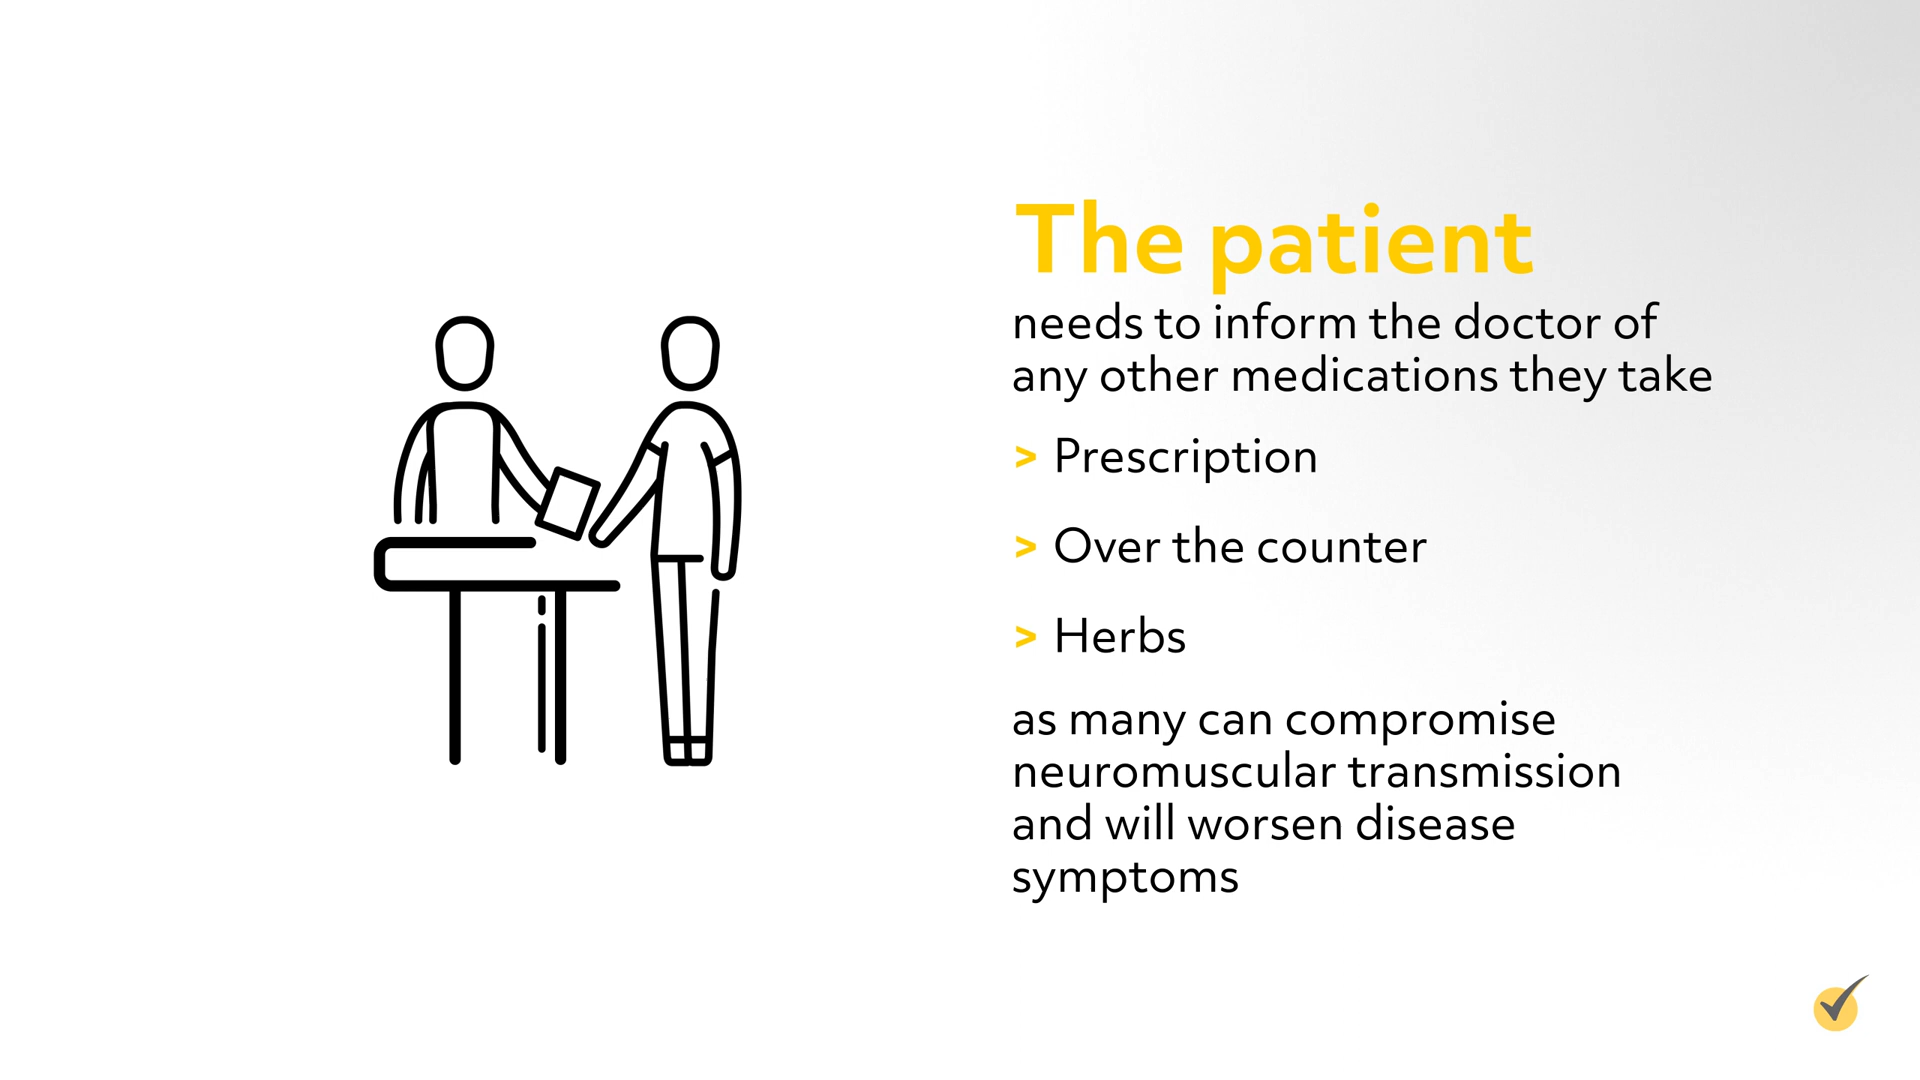 The patient
needs to inform the doctor of
any other medications they take
> Prescription
> Over the counter
> Herbs
as many can compromise
neuromuscular transmission
and will worsen disease
symptoms